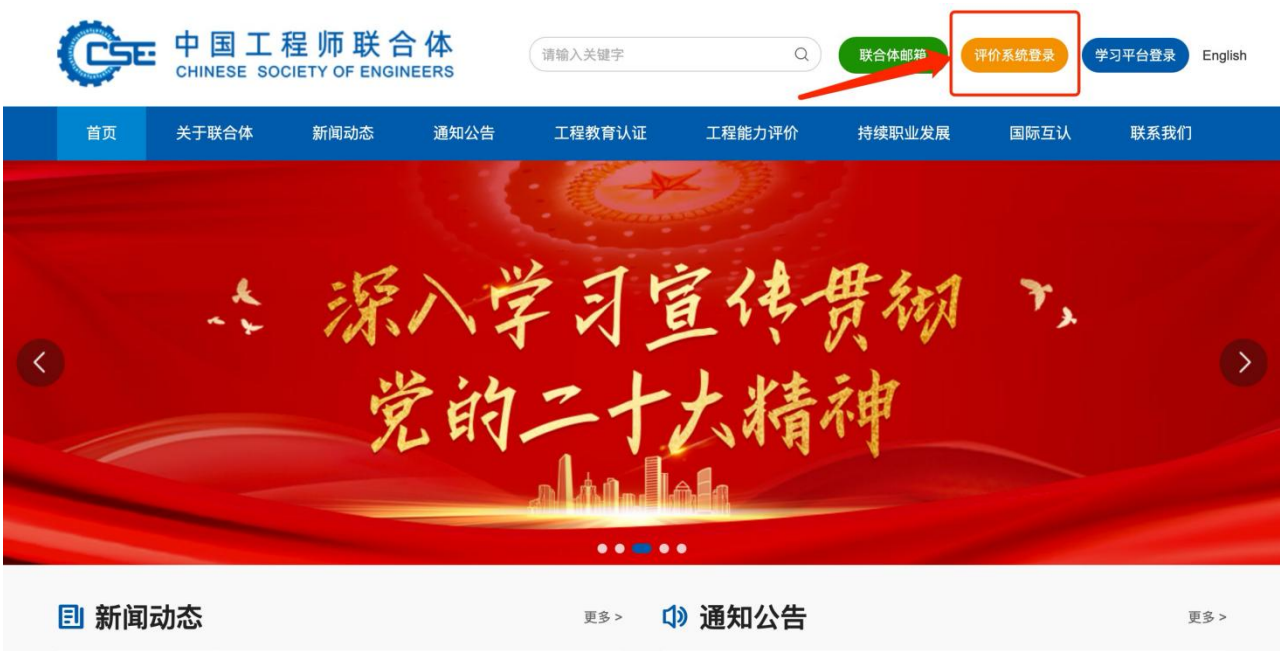 CSE
中国工程师联合体
CHINESE SOCIETY OF ENGINEERS
请输入关键字
联合体邮箱
评价系统登录
学习平台登录
English
首页 关于联合体 新闻动态 通知公告 工程教育认证 工程能力评价 持续职业发展 国际互认 联系我们
深入学习宣传贯彻
党的二十大精神
新闻动态 更多 >
通知公告 更多 >